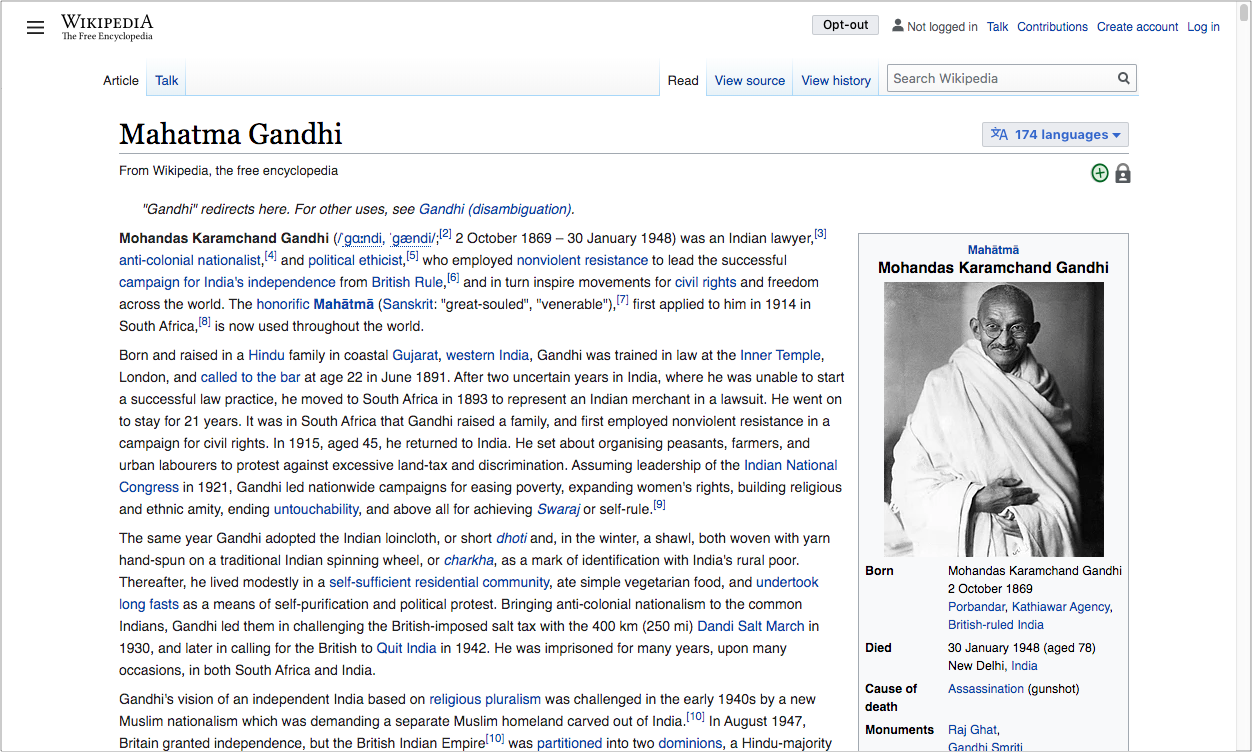 WIKIPEDIA
The Free Encyclopedia
Opt-out
Not logged in Talk Contributions Create account Log in
Article Talk
Read View source View history
Search Wikipedia
Mahatma Gandhi
174 languages
From Wikipedia, the free encyclopedia
"Gandhi" redirects here. For other uses, see Gandhi (disambiguation).
Mohandas Karamchand Gandhi (/ˈɡɑːndi, ˈɡændi/;[2] 2 October 1869 – 30 January 1948) was an Indian lawyer,[3]
anti-colonial nationalist,[4] and political ethicist,[5] who employed nonviolent resistance to lead the successful
campaign for India's independence from British Rule,[6] and in turn inspire movements for civil rights and freedom
across the world. The honorific Mahātmā (Sanskrit: "great-souled", "venerable"),[7] first applied to him in 1914 in
South Africa,[8] is now used throughout the world.
Born and raised in a Hindu family in coastal Gujarat, western India, Gandhi was trained in law at the Inner Temple,
London, and called to the bar at age 22 in June 1891. After two uncertain years in India, where he was unable to start
a successful law practice, he moved to South Africa in 1893 to represent an Indian merchant in a lawsuit. He went on
to stay for 21 years. It was in South Africa that Gandhi raised a family, and first employed nonviolent resistance in a
campaign for civil rights. In 1915, aged 45, he returned to India. He set about organising peasants, farmers, and
urban labourers to protest against excessive land-tax and discrimination. Assuming leadership of the Indian National
Congress in 1921, Gandhi led nationwide campaigns for easing poverty, expanding women's rights, building religious
and ethnic amity, ending untouchability, and above all for achieving Swaraj or self-rule.[9]
The same year Gandhi adopted the Indian loincloth, or short dhoti and, in the winter, a shawl, both woven with yarn
hand-spun on a traditional Indian spinning wheel, or charkha, as a mark of identification with India's rural poor.
Thereafter, he lived modestly in a self-sufficient residential community, ate simple vegetarian food, and undertook
long fasts as a means of self-purification and political protest. Bringing anti-colonial nationalism to the common
Indians, Gandhi led them in challenging the British-imposed salt tax with the 400 km (250 mi) Dandi Salt March in
1930, and later in calling for the British to Quit India in 1942. He was imprisoned for many years, upon many
occasions, in both South Africa and India.
Gandhi's vision of an independent India based on religious pluralism was challenged in the early 1940s by a new
Muslim nationalism which was demanding a separate Muslim homeland carved out of India.[10] In August 1947,
Britain granted independence, but the British Indian Empire[10] was partitioned into two dominions, a Hindu-majority
Mahātmā
Mohandas Karamchand Gandhi
Born Mohandas Karamchand Gandhi
2 October 1869
Porbandar, Kathiawar Agency,
British-ruled India
Died 30 January 1948 (aged 78)
New Delhi, India
Cause of Assassination (gunshot)
death
Monuments Raj Ghat,
Gandhi Smriti